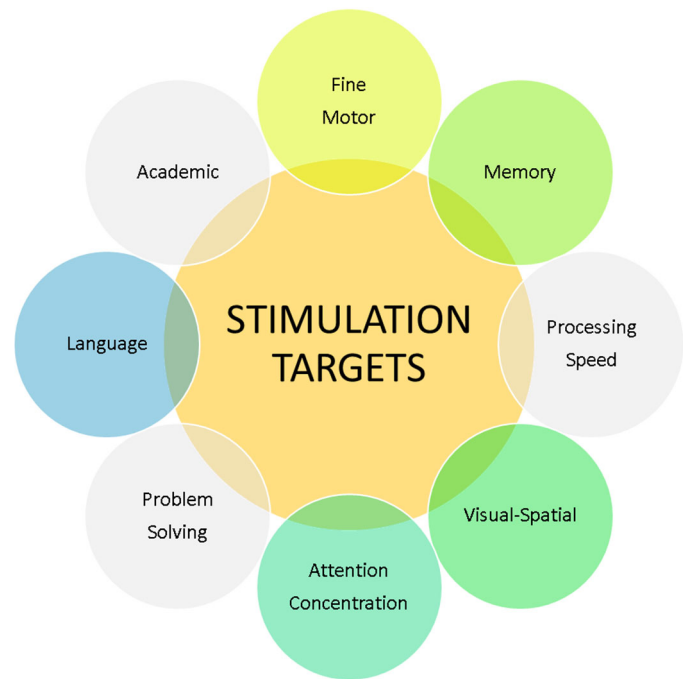 Fine
Motor
Academic
Memory
STIMULATION
TARGETS
Language
Processing
Speed
Problem
Solving
Visual-Spatial
Attention
Concentration